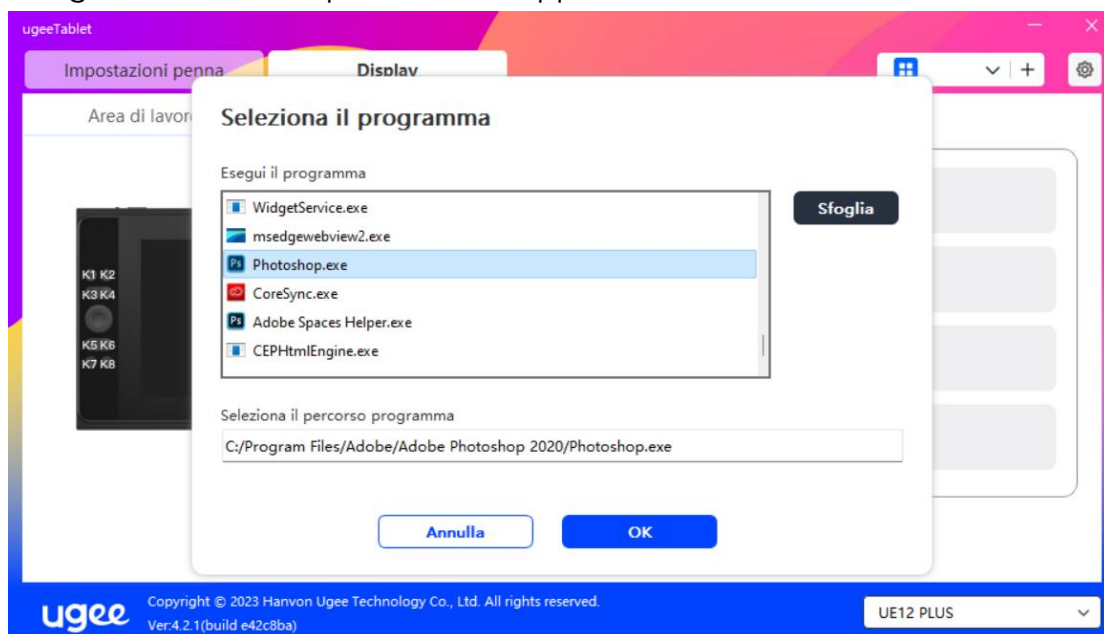 ugeeTablet
Impostazioni penna
Display
Area di lavor
Seleziona il programma
Esegui il programma
WidgetService.exe
Sfoglia
msedgewebview2.exe
Photoshop.exe
CoreSync.exe
Adobe Spaces Helper.exe
CEPHtmlEngine.exe
K1 K2
K3 K4
K5 K6
K7 K8
Seleziona il percorso programma
C:/Program Files/Adobe/Adobe Photoshop 2020/Photoshop.exe
Annulla
OK
ugee
Copyright © 2023 Hanvon Ugee Technology Co., Ltd. All rights reserved.
Ver.4.2.1(build e42c8ba)
UE12 PLUS